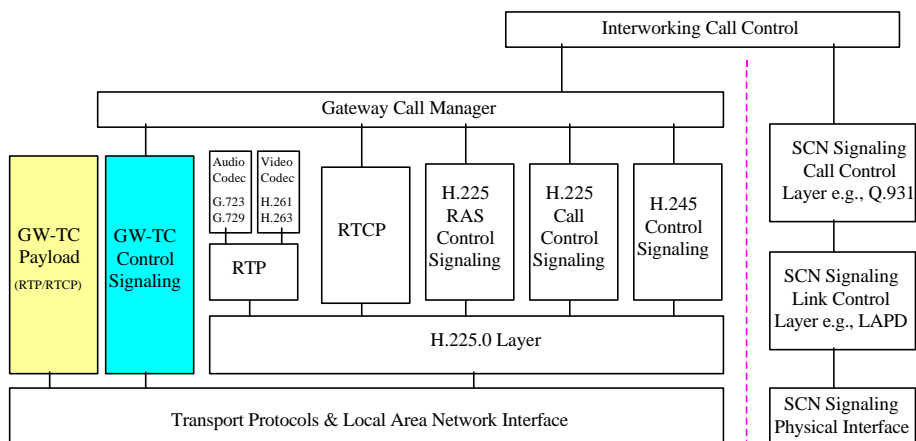 Interworking Call Control
Gateway Call Manager
GW-TC
Payload
(RTP/RTCP)
GW-TC
Control
Signaling
Audio
Codec
G.723
G.729
Video
Codec
H.261
H.263
RTP
RTCP
H.225
RAS
Control
Signaling
H.225
Call
Control
Signaling
H.245
Control
Signaling
SCN Signaling
Call Control
Layer e.g., Q.931
SCN Signaling
Link Control
Layer e.g., LAPD
H.225.0 Layer
Transport Protocols & Local Area Network Interface
SCN Signaling
Physical Interface